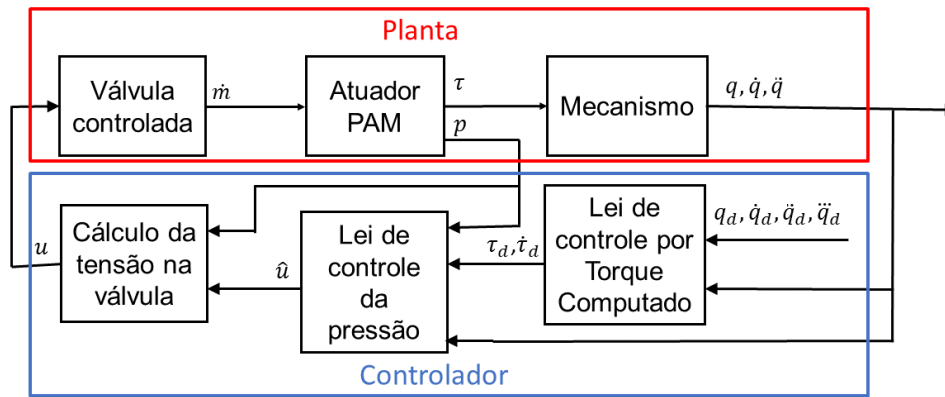 Planta
Válvula
controlada
ṁ
Atuador
PAM
τ
p
Mecanismo
q, q̇, q̈
u
Cálculo da
tensão na
válvula
û
Lei de
controle
da
pressão
τ_d, ṫ_d
Lei de
controle por
Torque
Computado
q_d, q̇_d, q̈_d, q⃛_d
Controlador